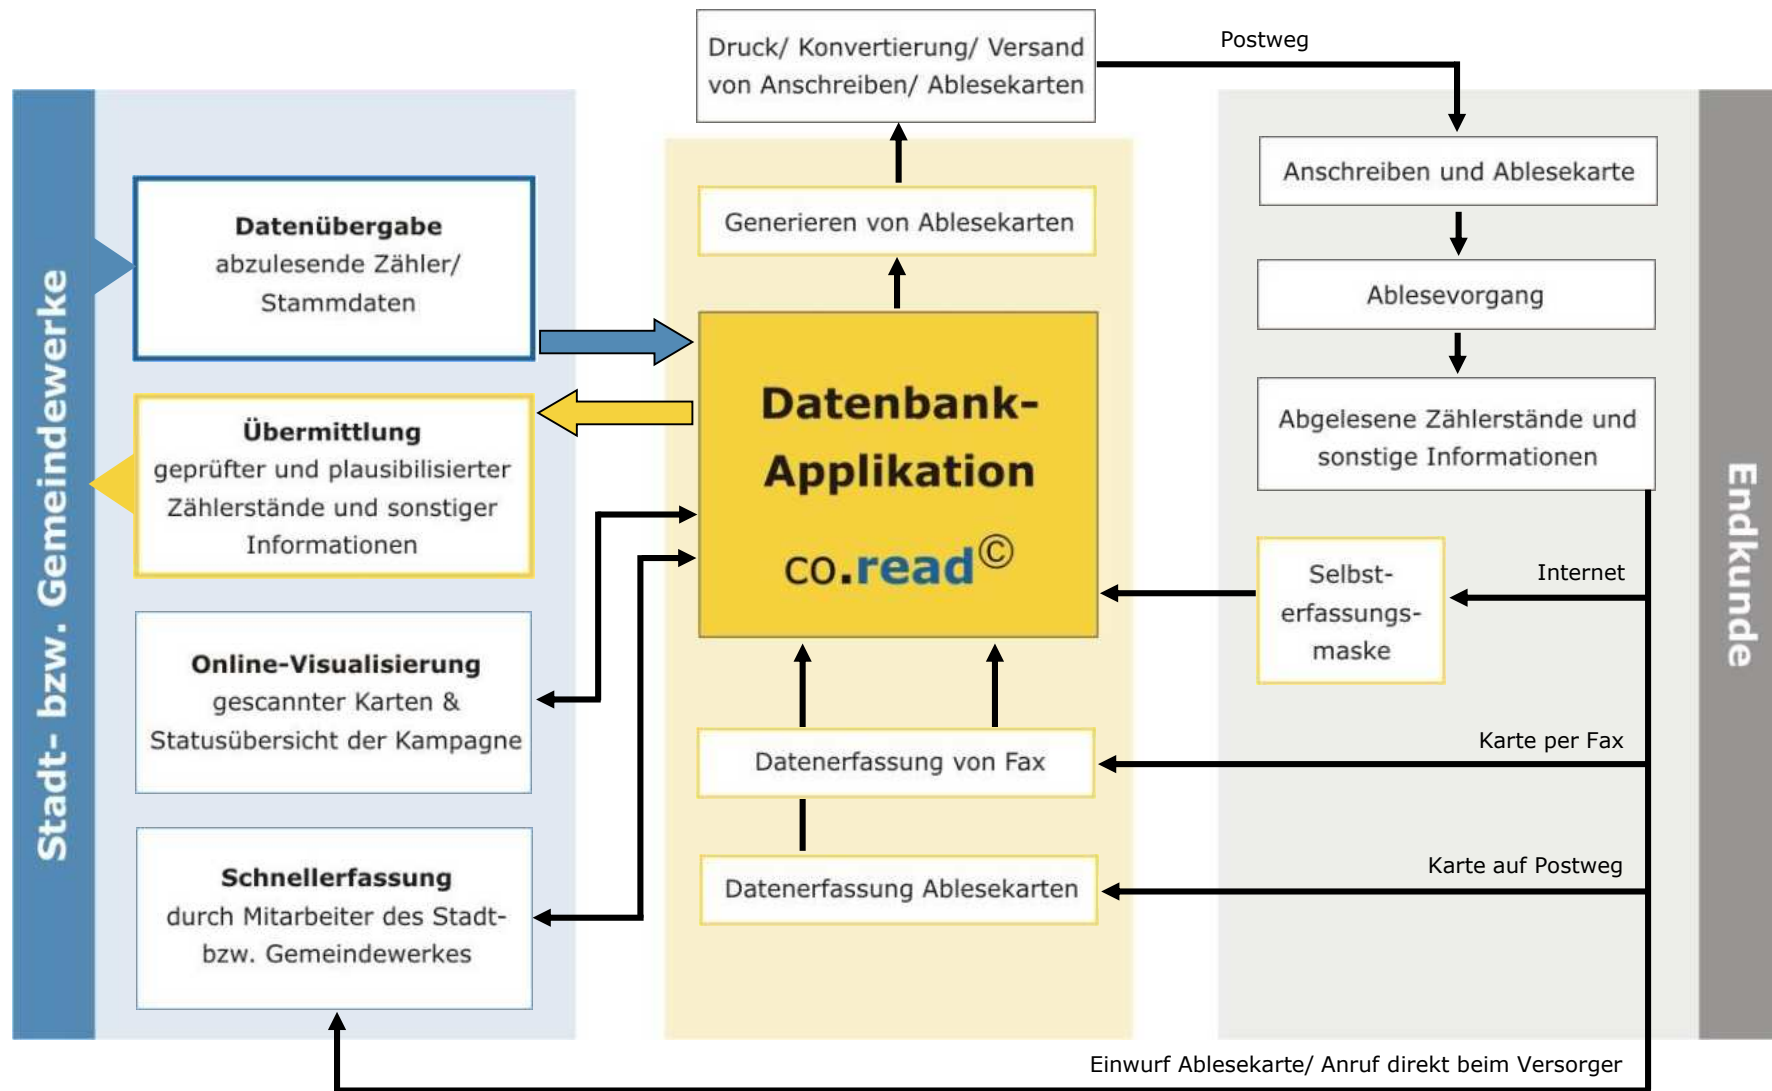 Stadt- bzw. Gemeindewerke
Datenübergabe
abzulesende Zähler/
Stammdaten
Übermittlung
geprüfter und plausibilisierter
Zählerstände und sonstiger
Informationen
Online-Visualisierung
gescannter Karten &
Statusübersicht der Kampagne
Schnellerfassung
durch Mitarbeiter des Stadt-
bzw. Gemeindewerkes
Druck/ Konvertierung/ Versand
von Anschreiben/ Ablesekarten
Generieren von Ablesekarten
Datenbank-
Applikation
co.read©
Datenerfassung von Fax
Datenerfassung Ablesekarten
Postweg
Anschreiben und Ablesekarte
Ablesevorgang
Abgelesene Zählerstände und
sonstige Informationen
Selbst-
erfassungs-
maske
Internet
Karte per Fax
Karte auf Postweg
Einwurf Ablesekarte/ Anruf direkt beim Versorger
Endkunde